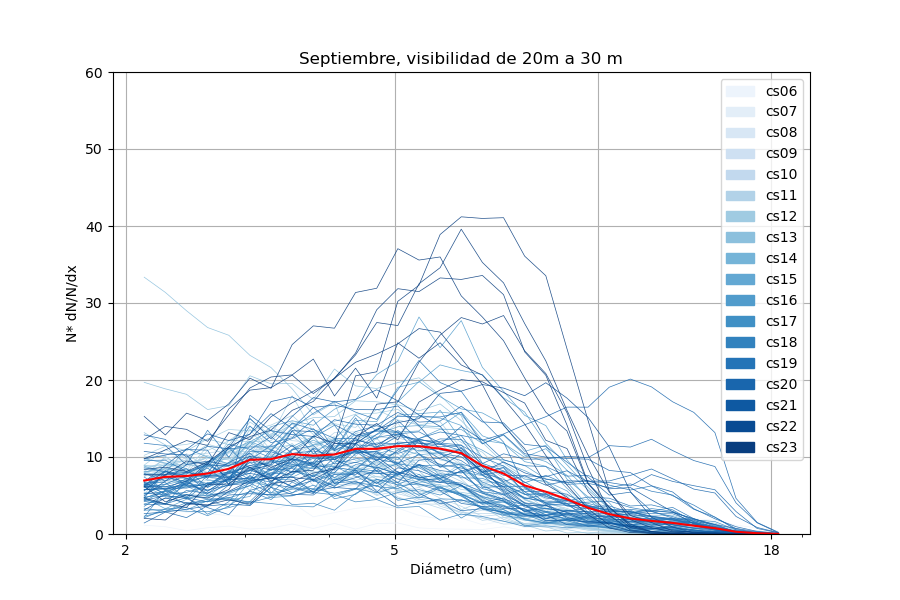 Septiembre, visibilidad de 20m a 30 m
N* dN/N/dx
60
50
40
30
20
10
0
2
5
10
18
Diámetro (um)
cs06
cs07
cs08
cs09
cs10
cs11
cs12
cs13
cs14
cs15
cs16
cs17
cs18
cs19
cs20
cs21
cs22
cs23